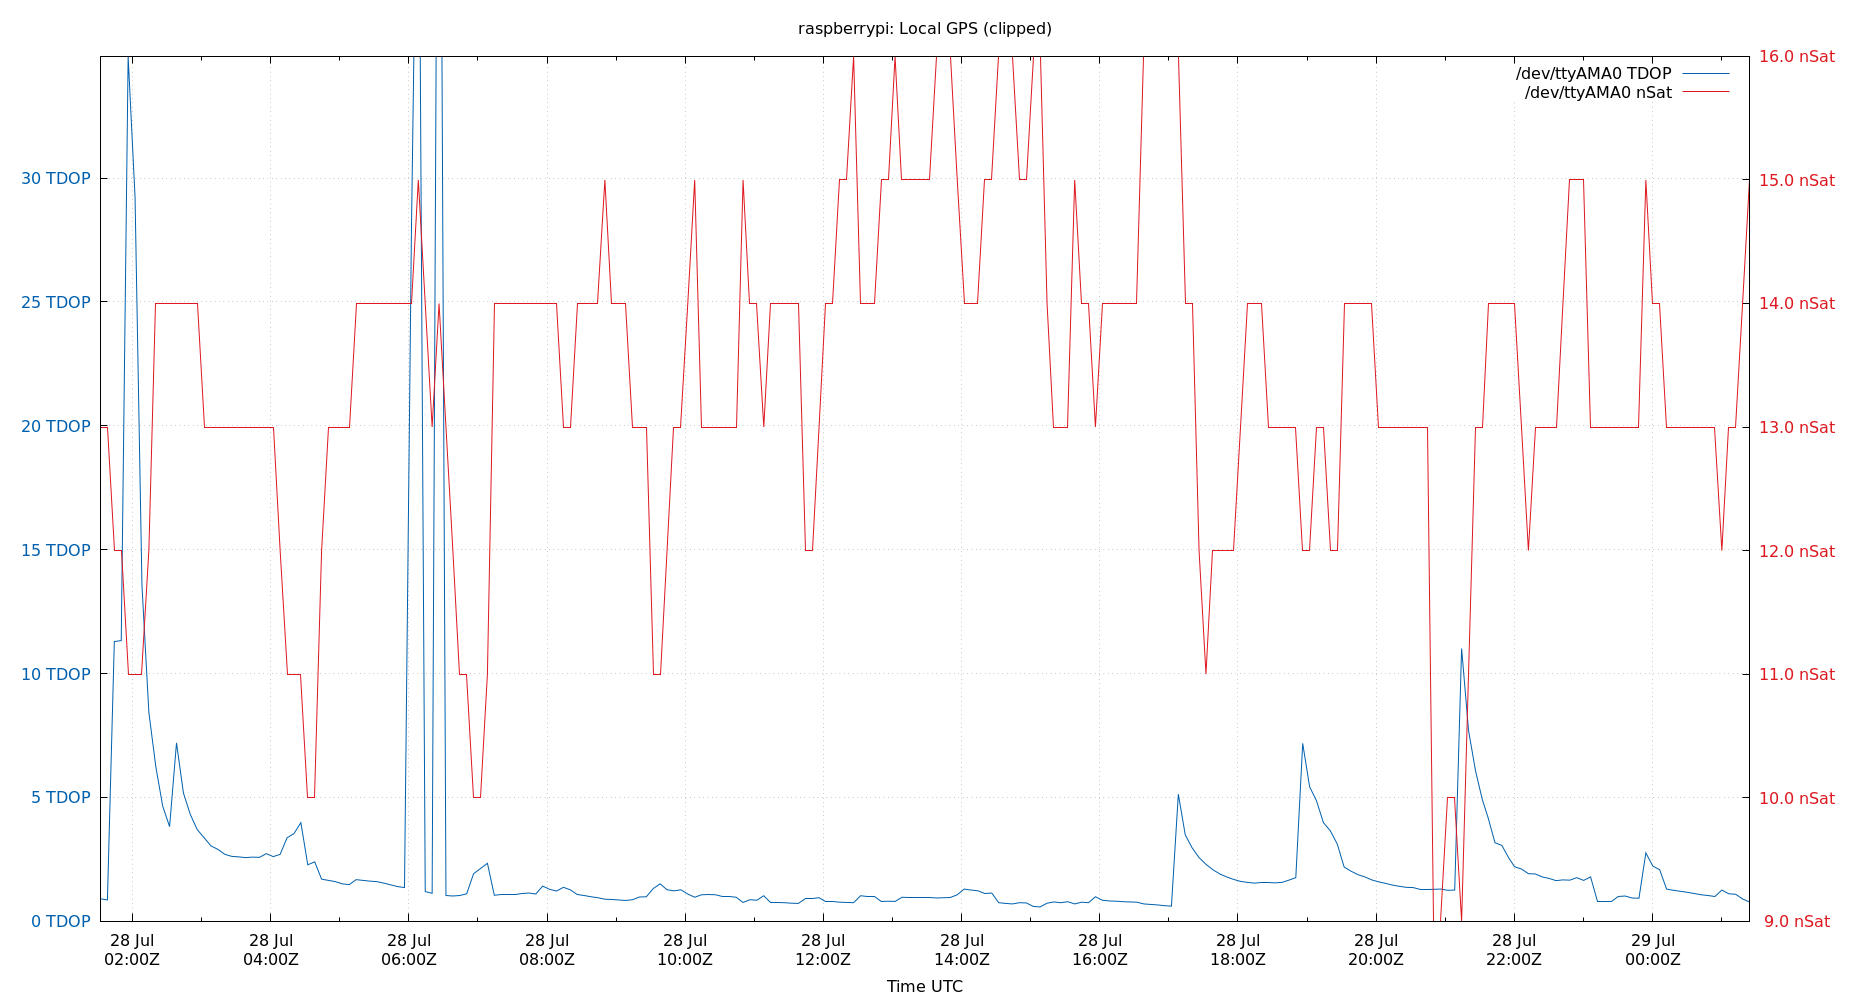 raspberrypi: Local GPS (clipped)
/dev/ttyAMA0 TDOP
/dev/ttyAMA0 nSat
30 TDOP
25 TDOP
20 TDOP
15 TDOP
10 TDOP
5 TDOP
0 TDOP
16.0 nSat
15.0 nSat
14.0 nSat
13.0 nSat
12.0 nSat
11.0 nSat
10.0 nSat
9.0 nSat
28 Jul
02:00Z
28 Jul
04:00Z
28 Jul
06:00Z
28 Jul
08:00Z
28 Jul
10:00Z
28 Jul
12:00Z
28 Jul
14:00Z
28 Jul
16:00Z
28 Jul
18:00Z
28 Jul
20:00Z
28 Jul
22:00Z
29 Jul
00:00Z
Time UTC